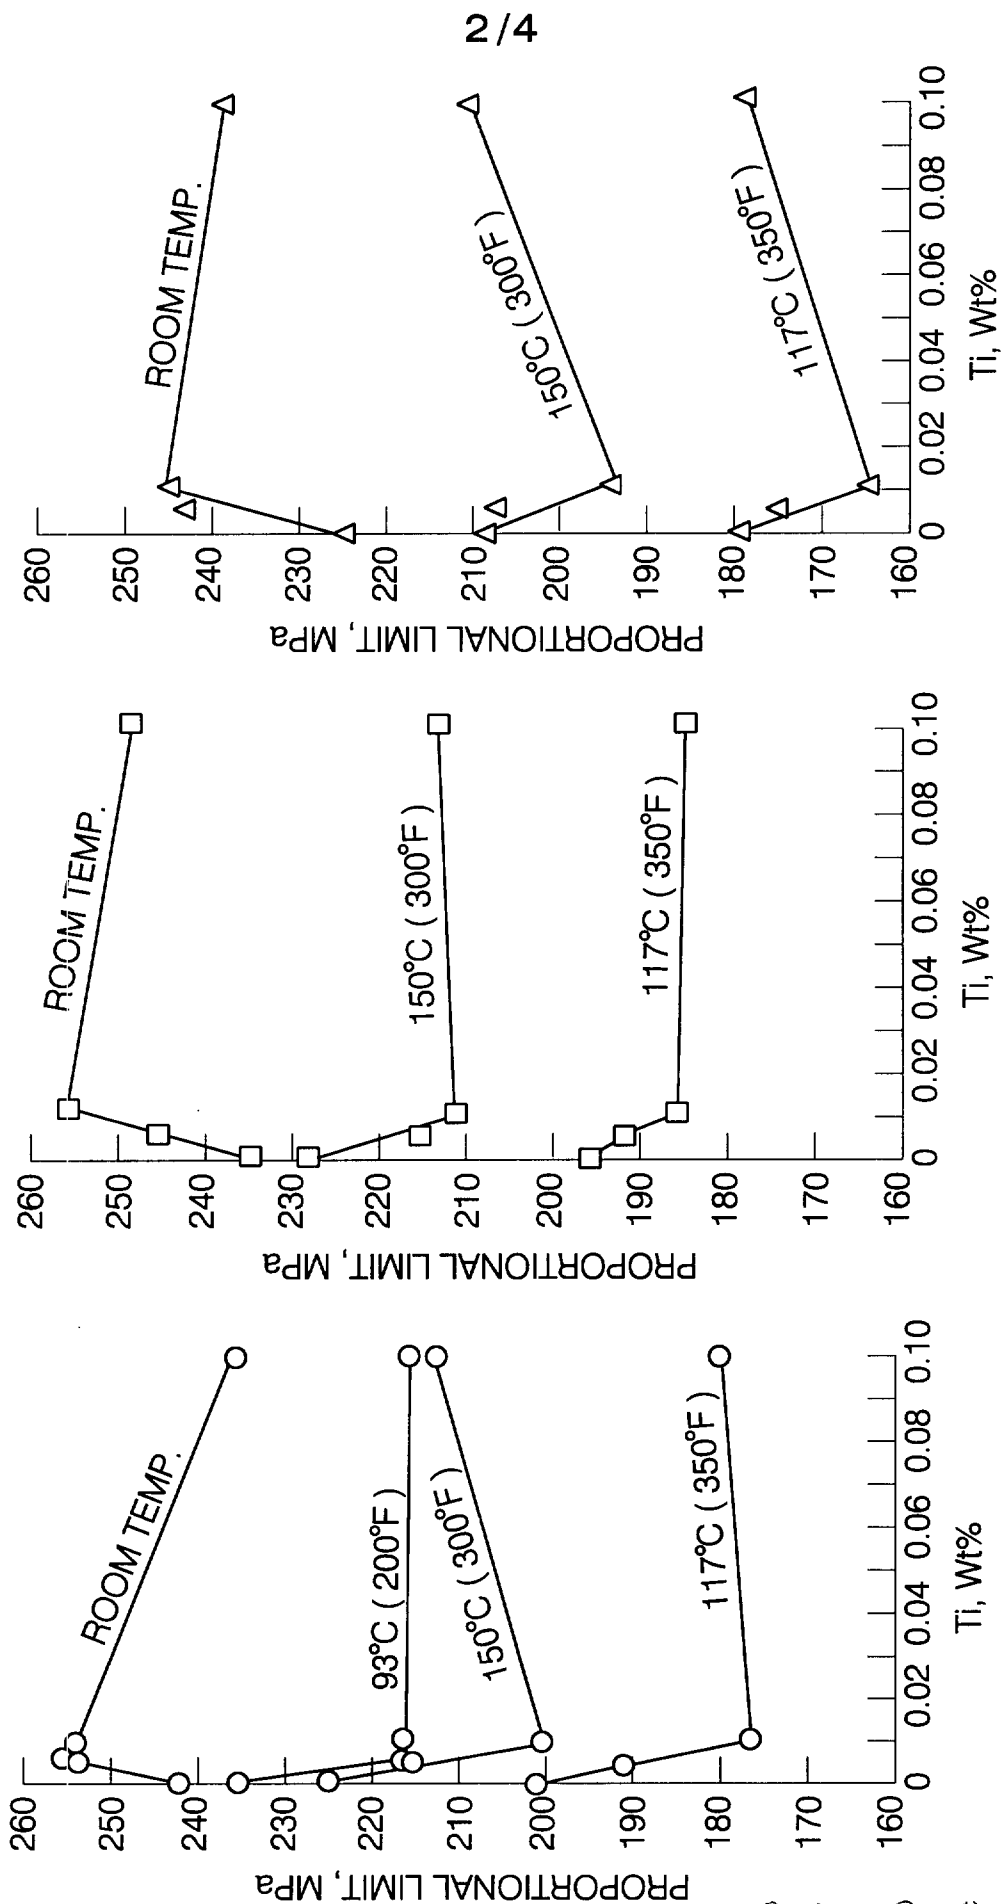 2/4
PROPORTIONAL LIMIT, MPa
260
250
240
230
220
210
200
190
180
170
160
ROOM TEMP.
93°C ( 200°F )
150°C ( 300°F )
117°C ( 350°F )
0 0.02 0.04 0.06 0.08 0.10
Ti, Wt%
PROPORTIONAL LIMIT, MPa
260
250
240
230
220
210
200
190
180
170
160
ROOM TEMP.
150°C ( 300°F )
117°C ( 350°F )
0 0.02 0.04 0.06 0.08 0.10
Ti, Wt%
PROPORTIONAL LIMIT, MPa
260
250
240
230
220
210
200
190
180
170
160
ROOM TEMP.
150°C ( 300°F )
117°C ( 350°F )
0 0.02 0.04 0.06 0.08 0.10
Ti, Wt%